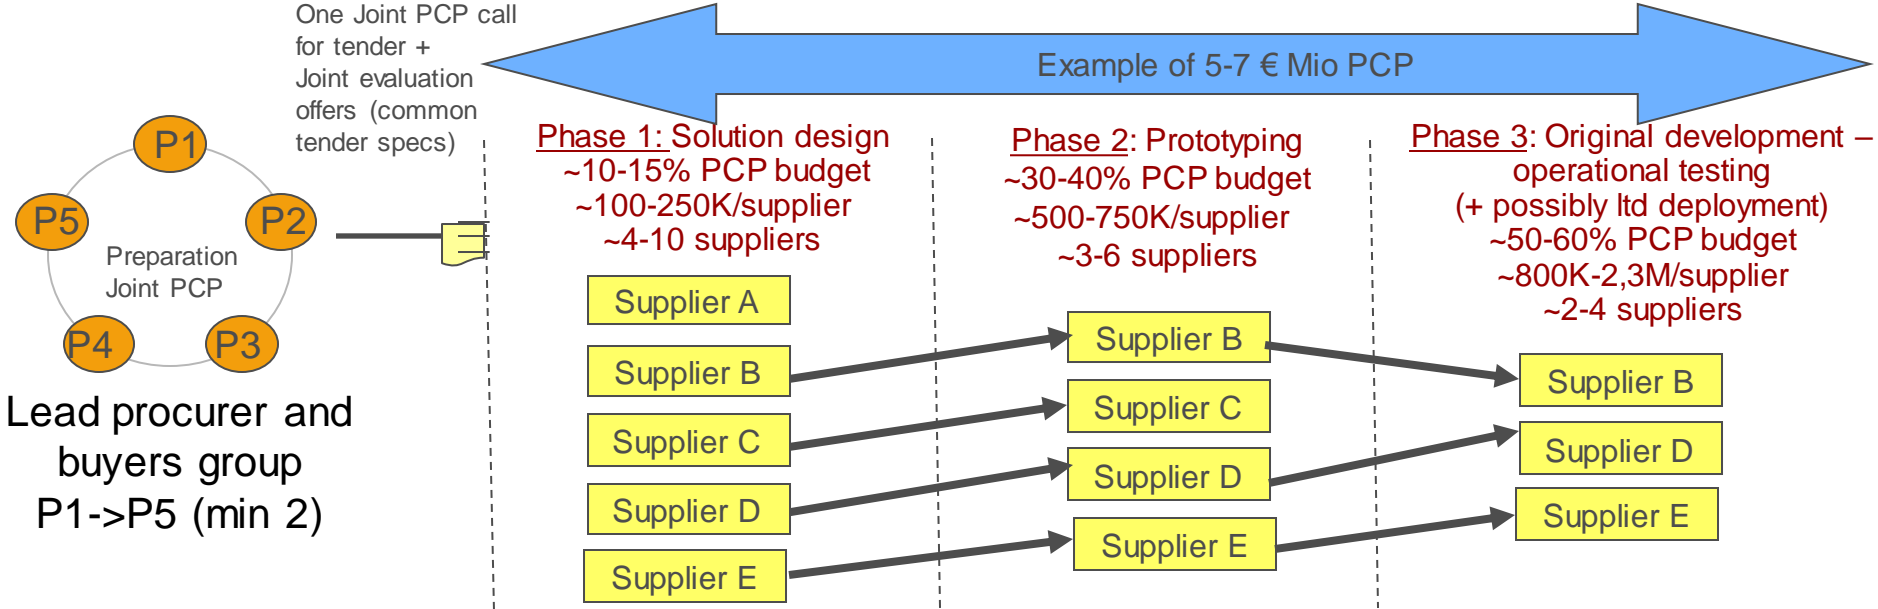 One Joint PCP call
for tender +
Joint evaluation
offers (common
tender specs)
Example of 5-7 € Mio PCP
P1
P5
P2
Preparation
Joint PCP
P4
P3
Lead procurer and
buyers group
P1->P5 (min 2)
Phase 1: Solution design
~10-15% PCP budget
~100-250K/supplier
~4-10 suppliers
Supplier A
Supplier B
Supplier C
Supplier D
Supplier E
Phase 2: Prototyping
~30-40% PCP budget
~500-750K/supplier
~3-6 suppliers
Supplier B
Supplier C
Supplier D
Supplier E
Phase 3: Original development –
operational testing
(+ possibly ltd deployment)
~50-60% PCP budget
~800K-2,3M/supplier
~2-4 suppliers
Supplier B
Supplier D
Supplier E